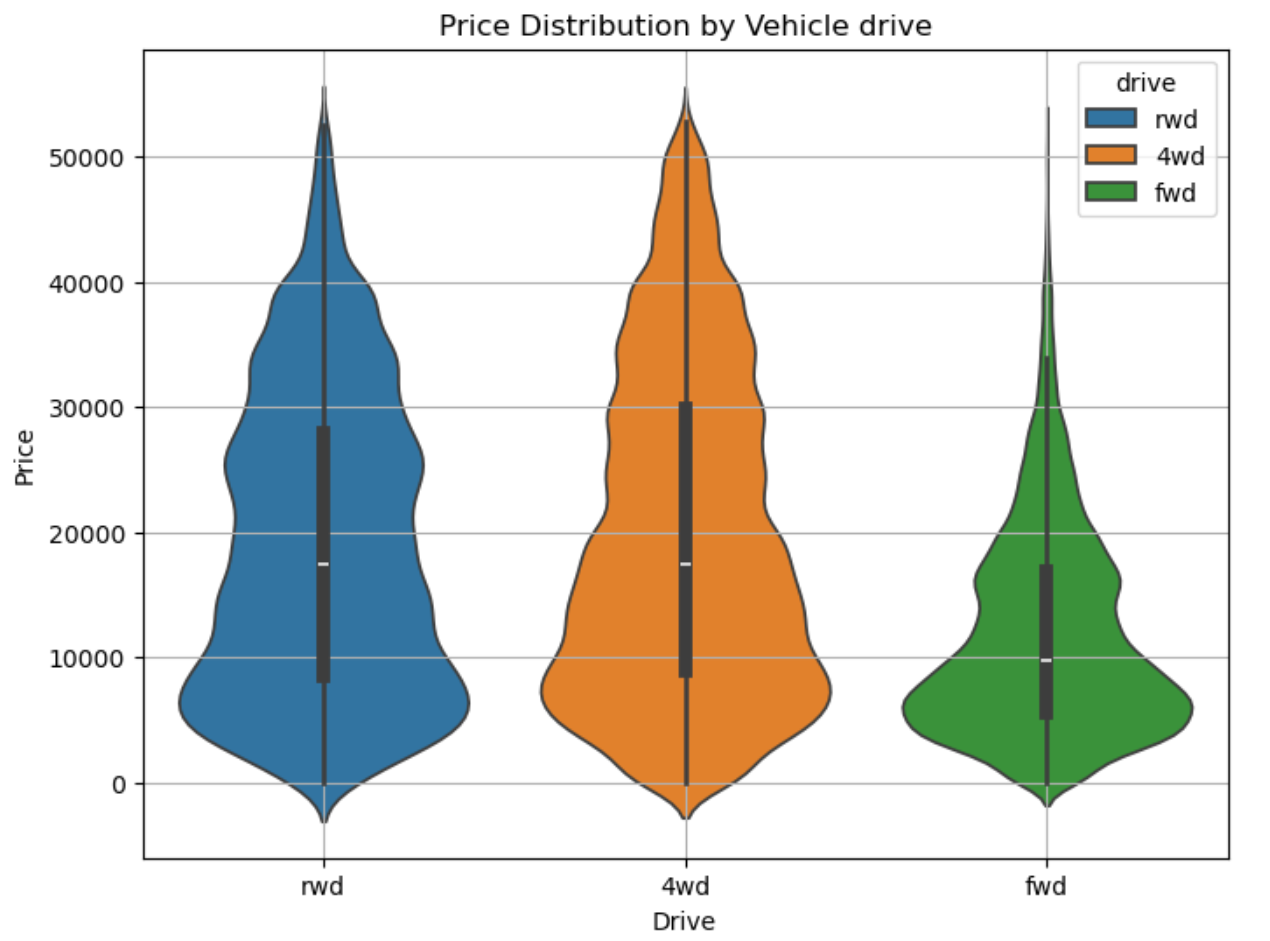 Price Distribution by Vehicle drive
drive
rwd
4wd
fwd
50000
40000
30000
20000
10000
0
Price
rwd
4wd
fwd
Drive